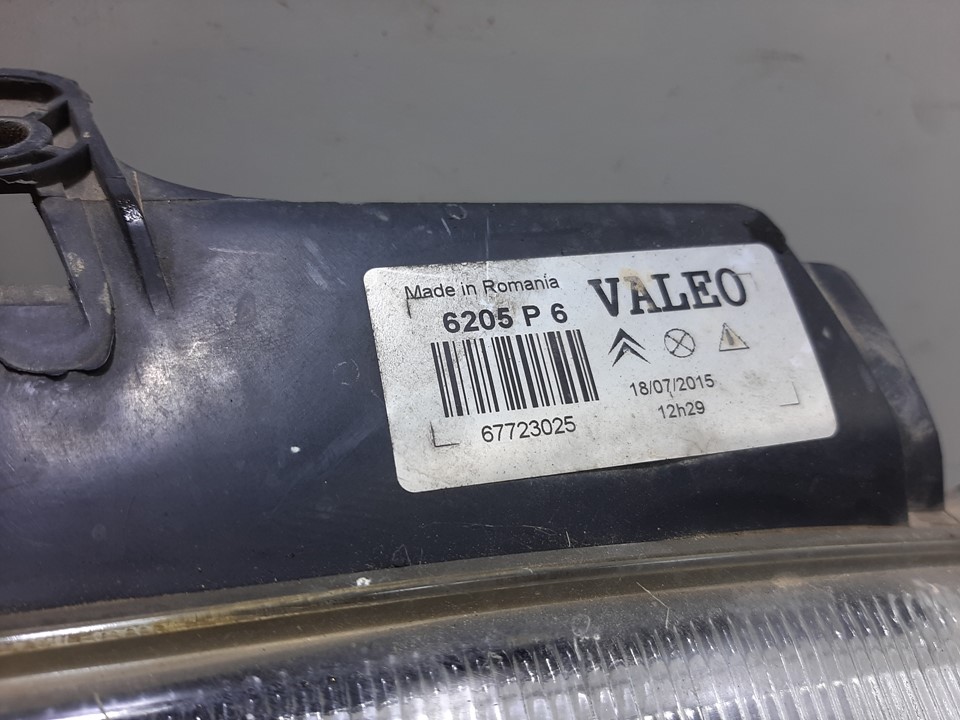 Made in Romania
VALEO
6205 P 6
67723025
18/07/2015
12h29